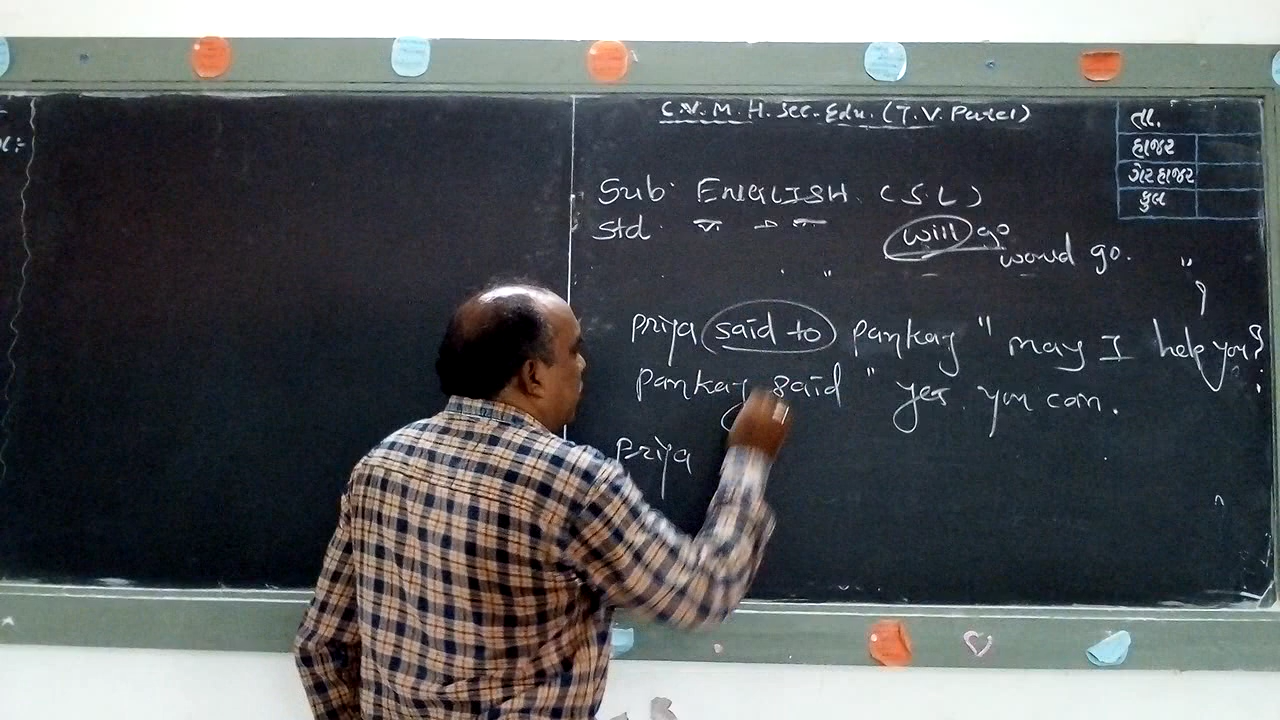 C.V.M. H. Sec. Edu. (T. V. Patel)
તા.
હાજર
ગેરહાજર
કુલ
Sub: ENGLISH. (S.L)
Std.
will go
would go.
Priya said to pankaj " may I help you?
pankaj said " yes. you can.
Priya